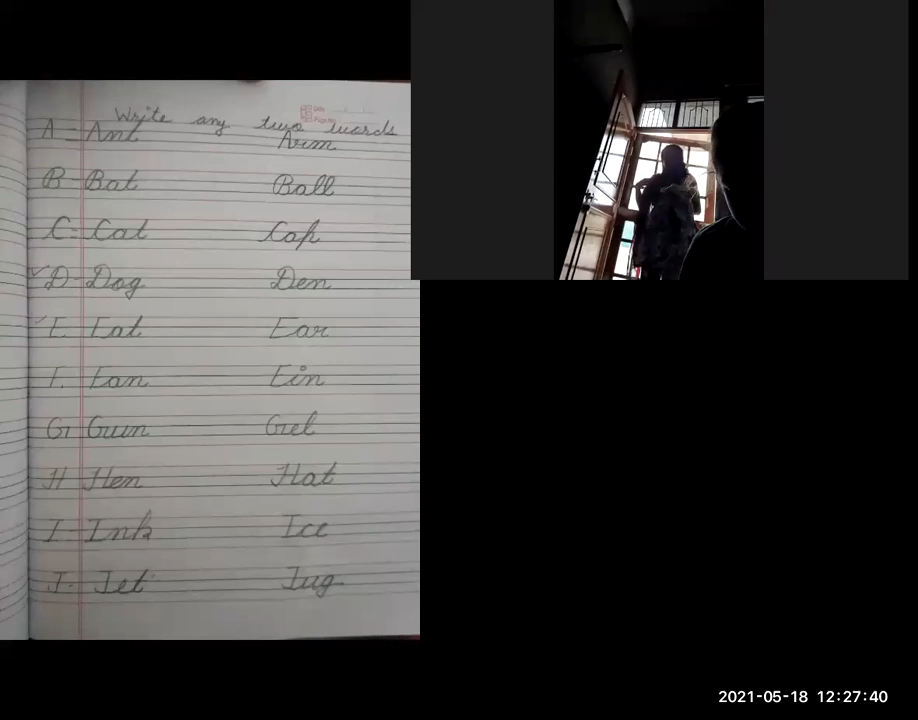 Write any two words
A = Ant Arm
B - Bat Ball
C = Cat Cap
D - Dog Den
E. Eat Ear
F. Fan Fin
G Gun Gel
H Hen Hat
I - Ink Ice
J - Jet Jug
2021-05-18 12:27:40